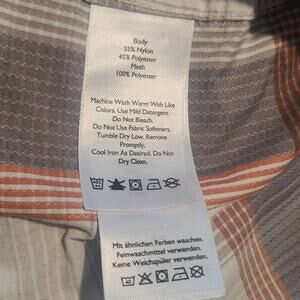 Body
55% Nylon
45% Polyester
Mesh
100% Polyester
Machine Wash Warm With Like
Colors. Use Mild Detergent.
Do Not Bleach.
Do Not Use Fabric Softeners.
Tumble Dry Low. Remove
Promptly.
Cool Iron As Desired. Do Not
Dry Clean.
Mit ähnlichen Farben waschen.
Feinwaschmittel verwenden.
Keine Weichspüler verwenden.